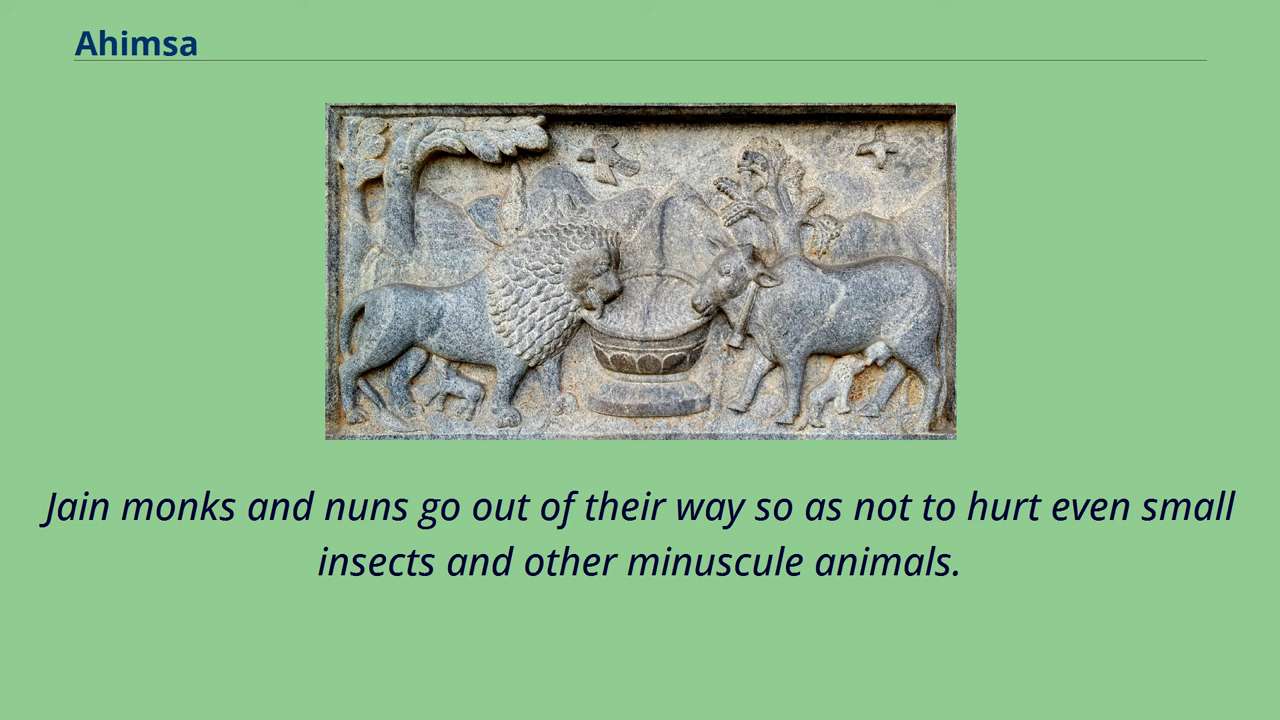 Ahimsa
Jain monks and nuns go out of their way so as not to hurt even small
insects and other minuscule animals.